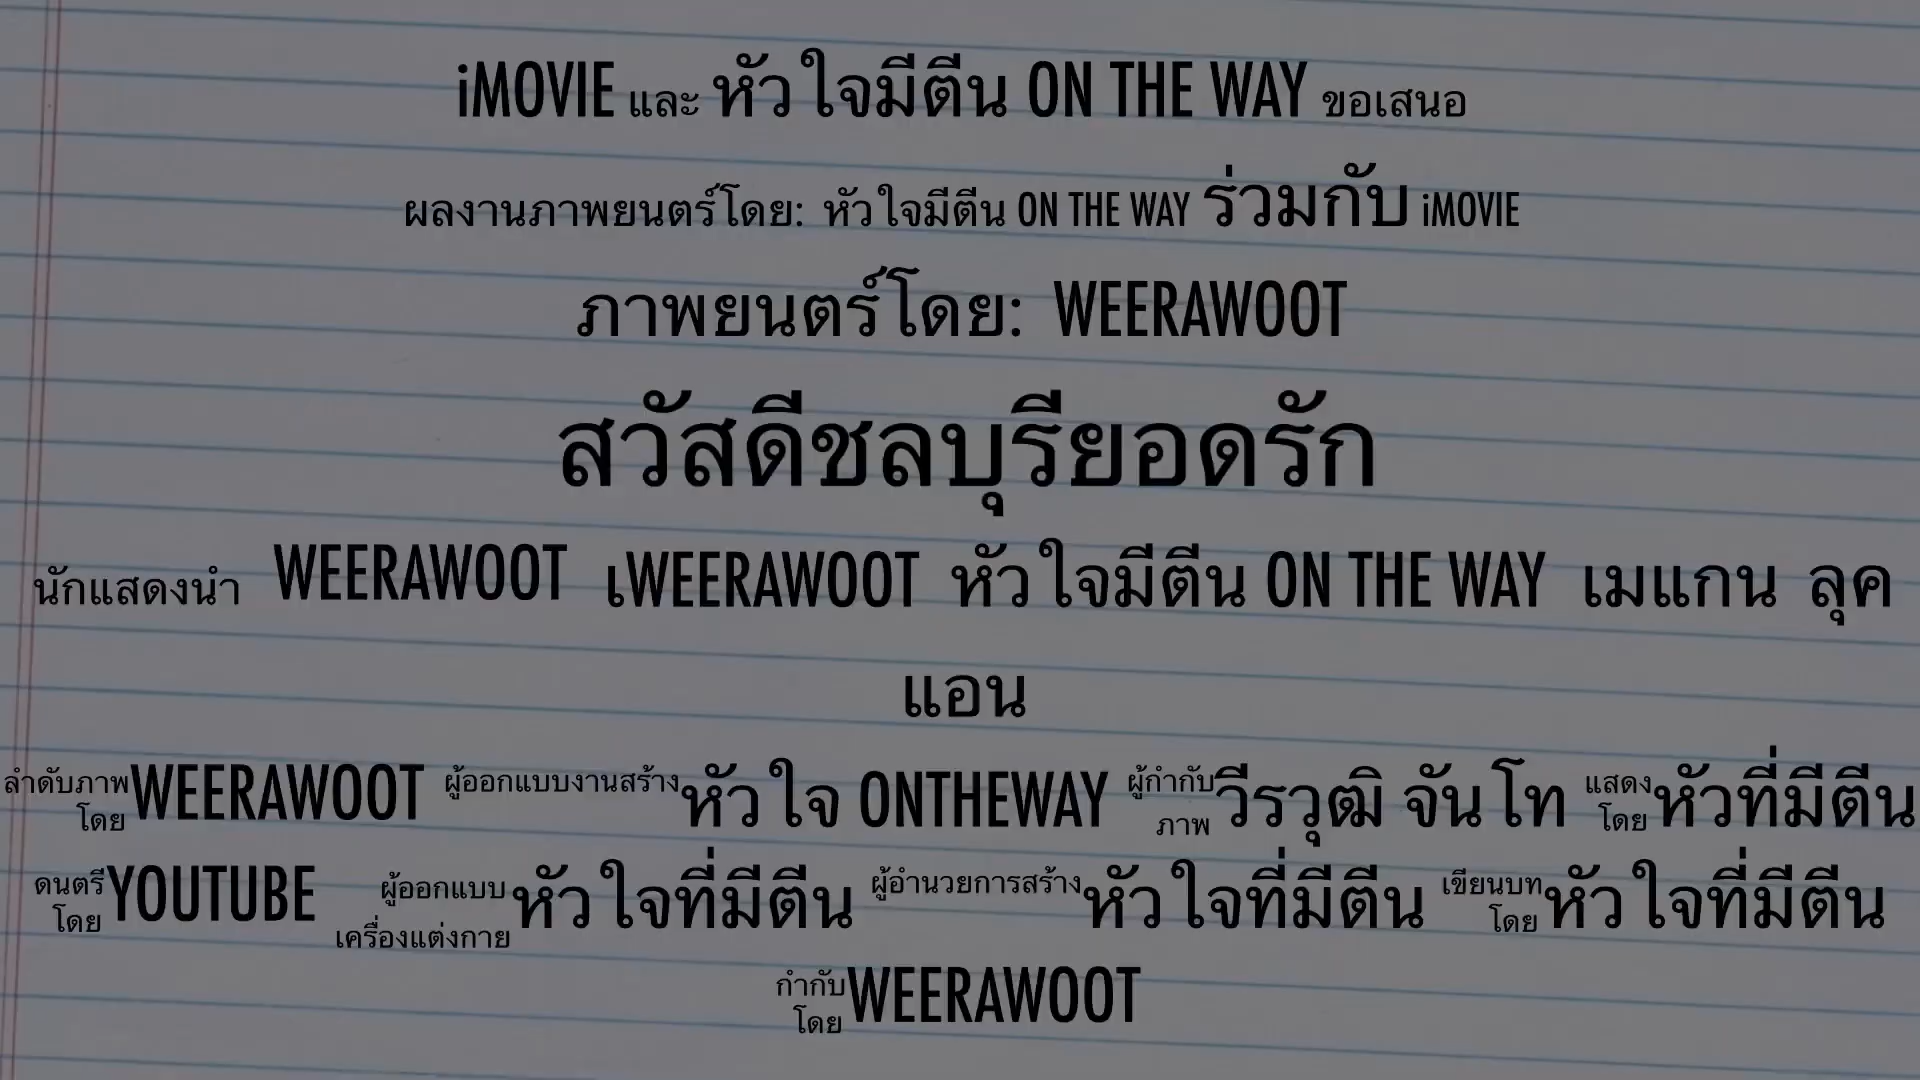 iMOVIE และ หัวใจมีตีน ON THE WAY ขอเสนอ
ผลงานภาพยนตร์โดย: หัวใจมีตีน ON THE WAY ร่วมกับ iMOVIE
ภาพยนตร์โดย: WEERAWOOT
สวัสดีชลบุรียอดรัก
นักแสดงนำ WEERAWOOT เWEERAWOOT หัวใจมีตีน ON THE WAY เมแกน ลุค
แอน
ลำดับภาพโดย WEERAWOOT ผู้ออกแบบงานสร้าง หัวใจ ONTHEWAY ผู้กำกับภาพ วีรวุฒิ จันโท แสดงโดย หัวที่มีตีน
ดนตรีโดย YOUTUBE ผู้ออกแบบเครื่องแต่งกาย หัวใจที่มีตีน ผู้อำนวยการสร้าง หัวใจที่มีตีน เขียนบทโดย หัวใจที่มีตีน
กำกับโดย WEERAWOOT